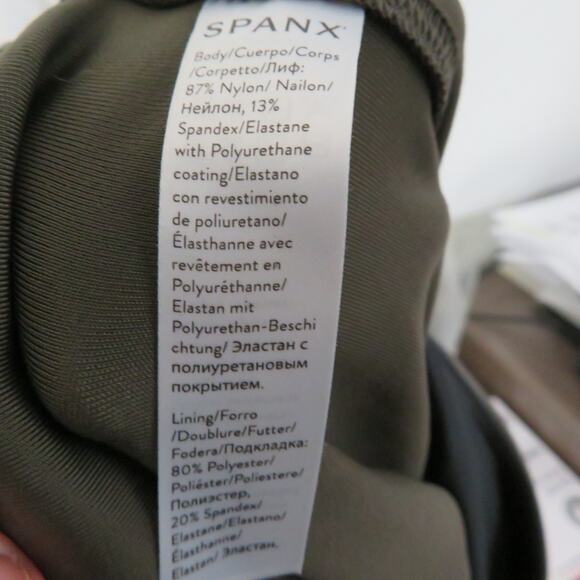 SPANX
Body/Cuerpo/Corps
/Corpetto/Лиф:
87% Nylon/ Nailon/
Нейлон, 13%
Spandex/Elastane
with Polyurethane
coating/Elastano
con revestimiento
de poliuretano/
Élasthanne avec
revêtement en
Polyuréthanne/
Elastan mit
Polyurethan-Beschi
chtung/ Эластан с
полиуретановым
покрытием.
Lining/Forro
/Doublure/Futter/
Fodera/Подкладка:
80% Polyester/
Poliéster/Poliestere/
Полиэстер,
20% Spandex/
Elastane/Elastano/
Élasthanne/
Elastan/ Эластан.